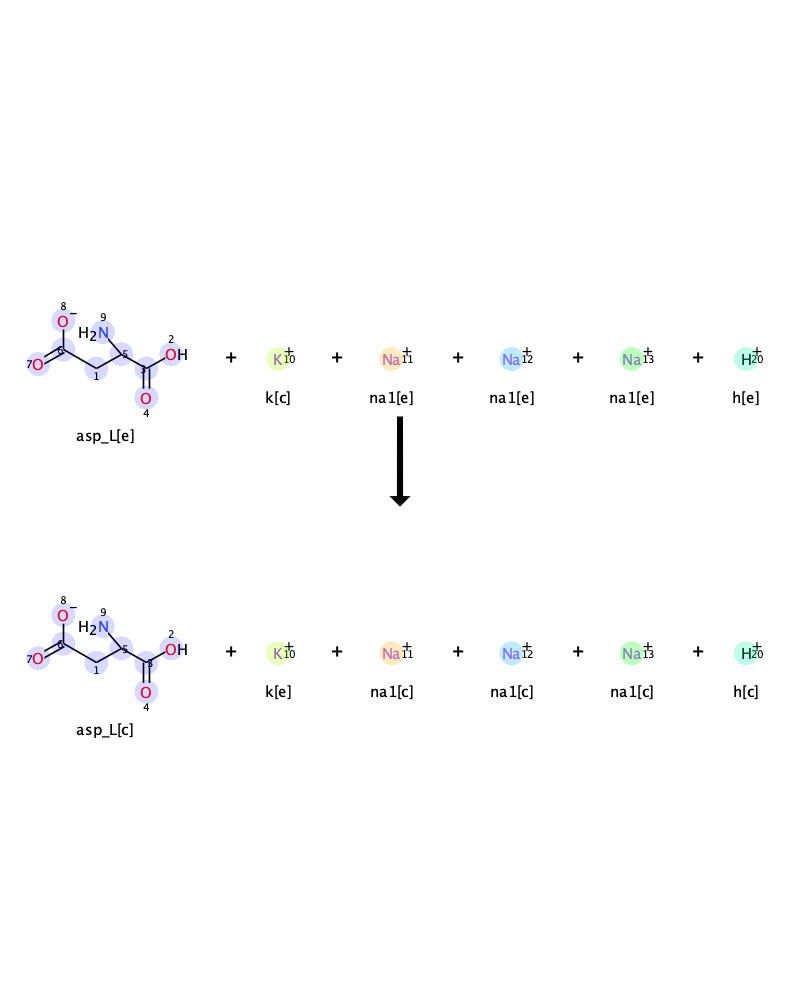 8
O−
9
H2N
2
OH
7O
6
5
3
1
O
4
+ K+10 + Na+11 + Na+12 + Na+13 + H+20
k[c] na1[e] na1[e] na1[e] h[e]
asp_L[e]
8
O−
9
H2N
2
OH
7O
6
5
3
1
O
4
+ K+10 + Na+11 + Na+12 + Na+13 + H+20
k[e] na1[c] na1[c] na1[c] h[c]
asp_L[c]